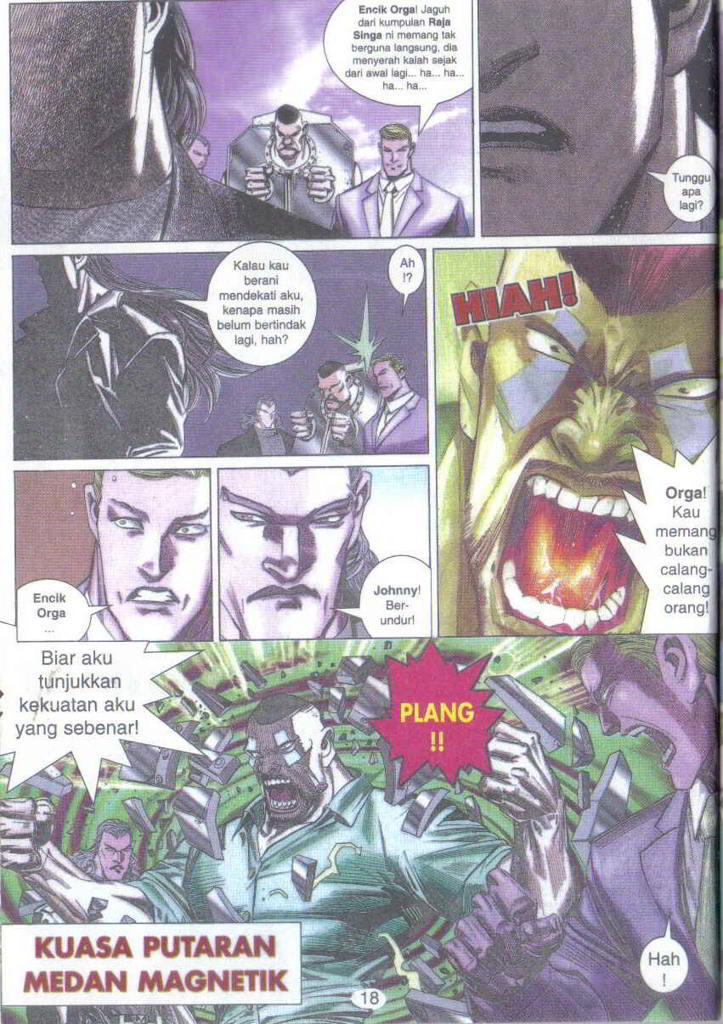 Encik Orga! Jaguh
dari kumpulan Raja
Singa ni memang tak
berguna langsung, dia
menyerah kalah sejak
dari awal lagi... ha... ha...
ha... ha...
Tunggu
apa
lagi?
Kalau kau
berani
mendekati aku,
kenapa masih
belum bertindak
lagi, hah?
Ah
!?
HIAH!
Orga!
Kau
memang
bukan
calang-
calang
orang!
Encik
Orga
...
Johnny!
Ber-
undur!
Biar aku
tunjukkan
kekuatan aku
yang sebenar!
PLANG
!!
KUASA PUTARAN
MEDAN MAGNETIK
Hah
!
18